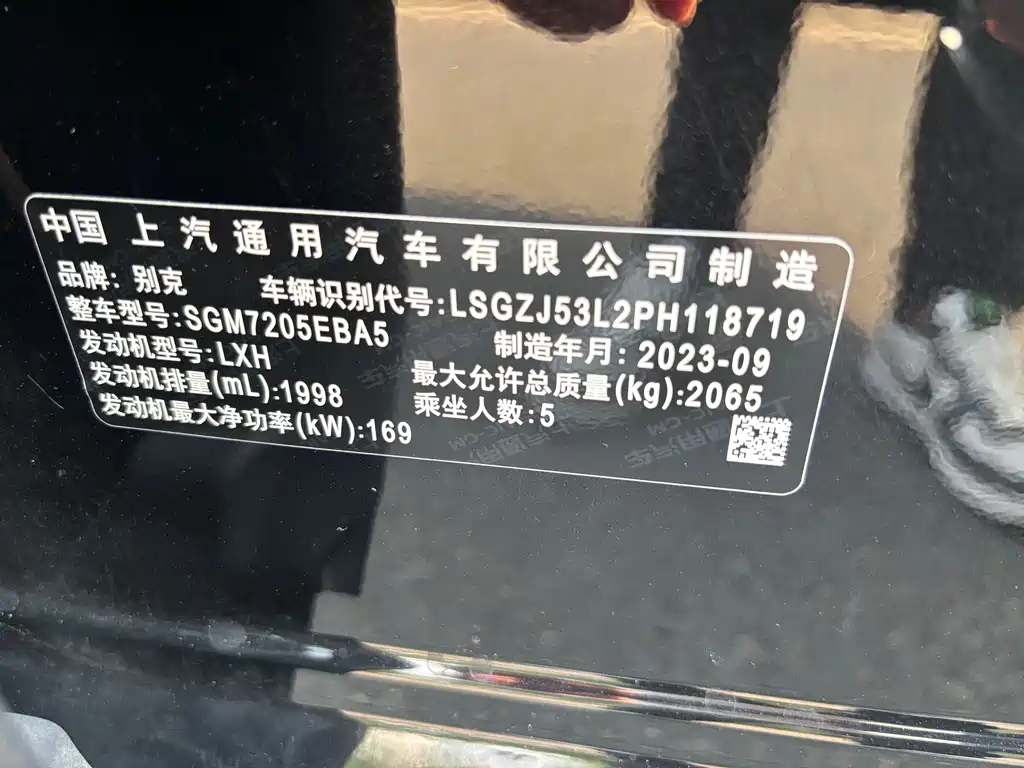 中国 上汽通用汽车有限公司制造
品牌: 别克 车辆识别代号:LSGZJ53L2PH118719
整车型号:SGM7205EBA5 制造年月: 2023-09
发动机型号:LXH 最大允许总质量(kg):2065
发动机排量(mL):1998 乘坐人数:5
发动机最大净功率(kW):169